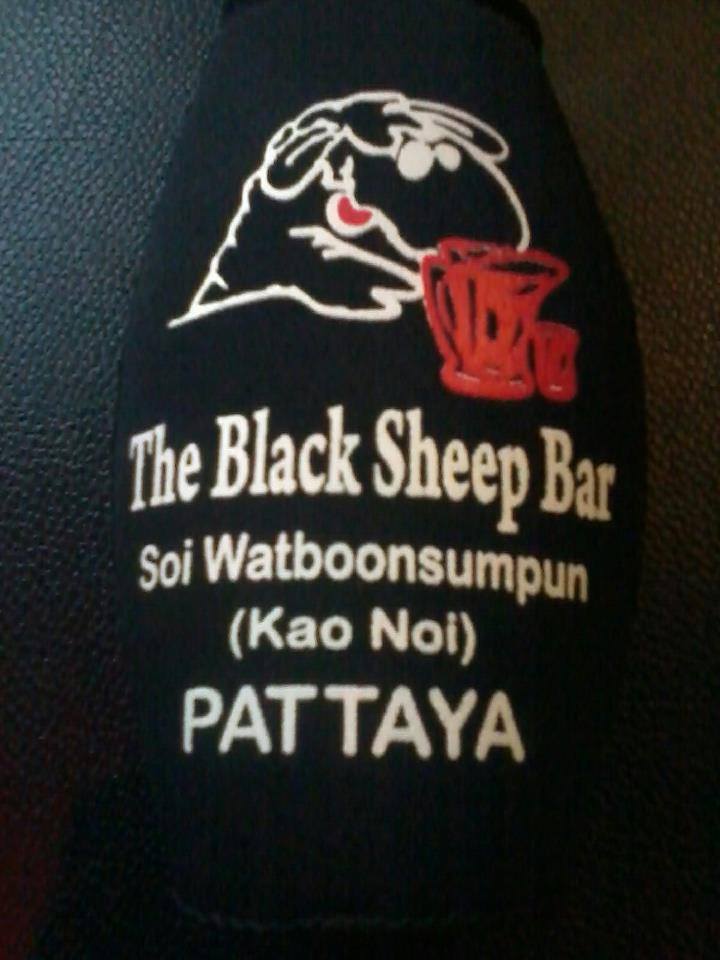 The Black Sheep Bar
Soi Watboonsumpun
(Kao Noi)
PATTAYA